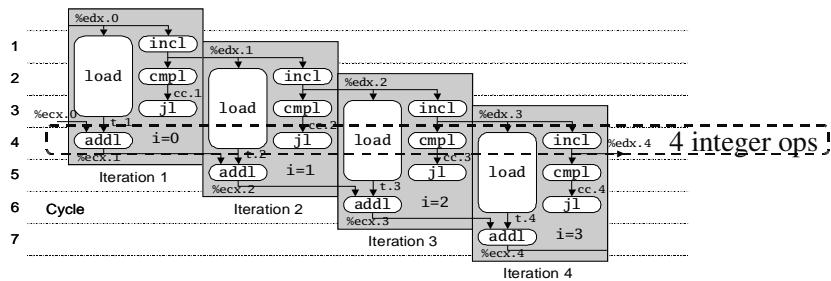 %edx.0
1
incl
%edx.1
load
2
cmpl
incl
%edx.2
cc.1
load
3
jl
cmpl
incl
%edx.3
%ecx.0
t.1
cc.2
load
4
addl
i=0
jl
cmpl
incl
%edx.4
4 integer ops
%ecx.1
t.2
cc.3
load
5
addl
i=1
jl
cmpl
Iteration 1
%ecx.2
t.3
cc.4
6
Cycle
Iteration 2
addl
i=2
jl
%ecx.3
t.4
7
Iteration 3
addl
i=3
%ecx.4
Iteration 4